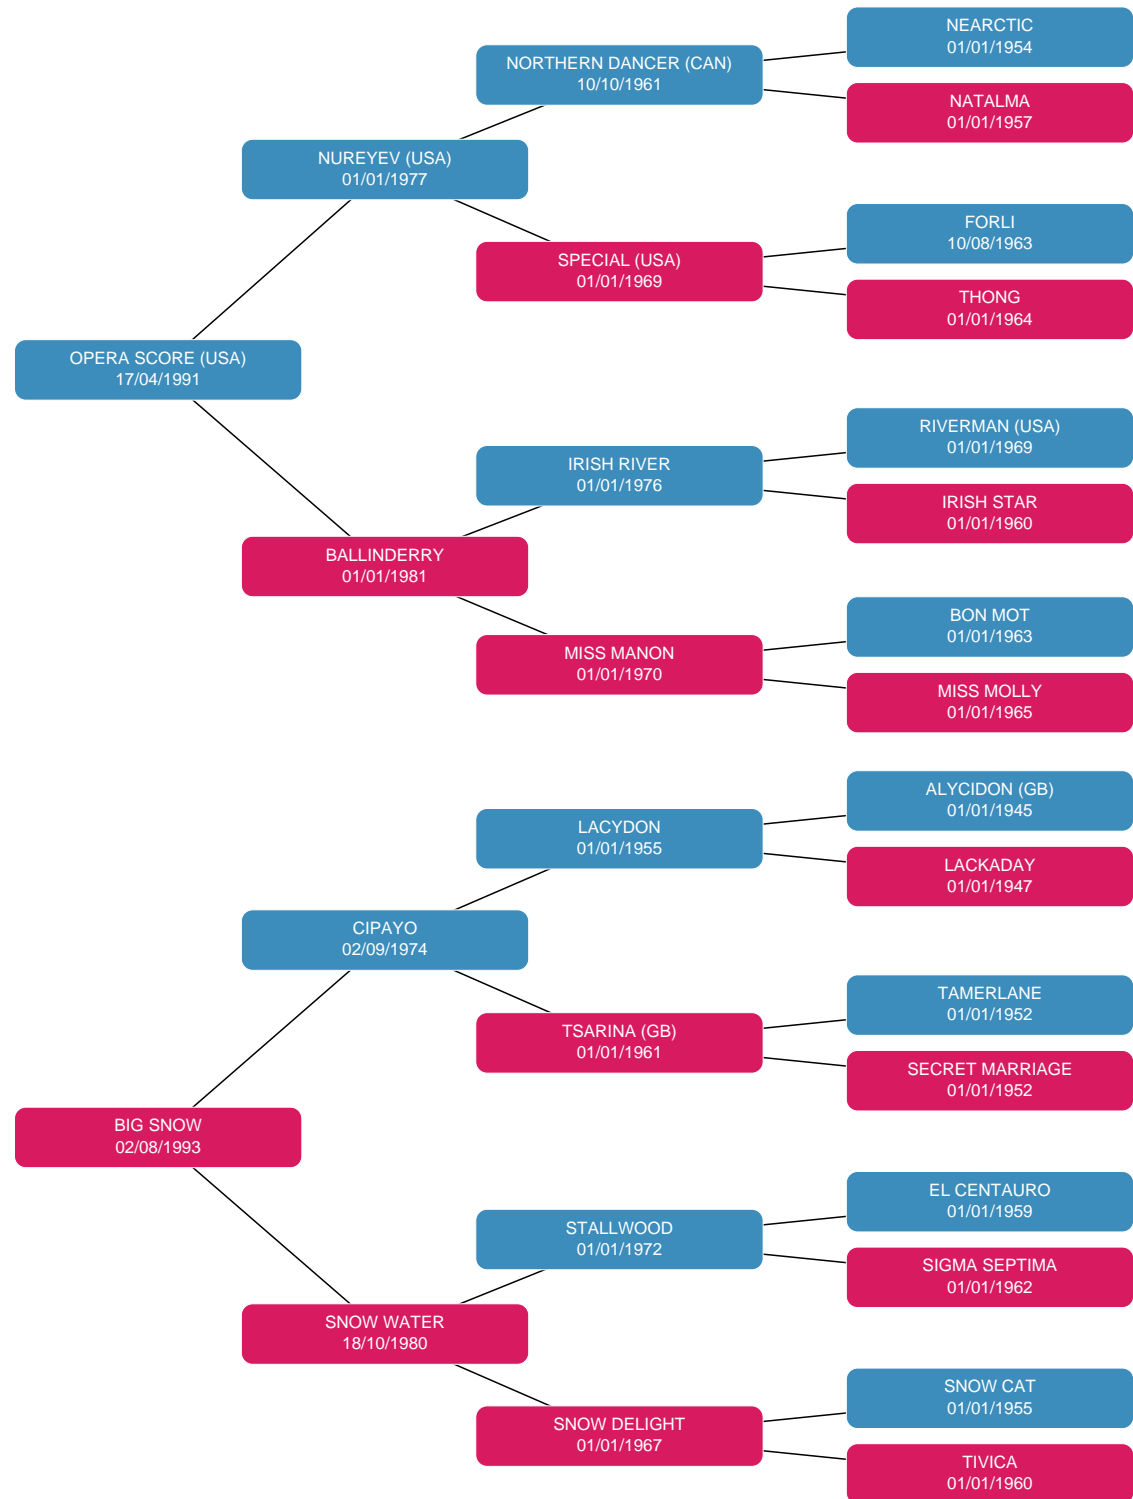 NEARCTIC
01/01/1954
NORTHERN DANCER (CAN)
10/10/1961
NATALMA
01/01/1957
NUREYEV (USA)
01/01/1977
FORLI
10/08/1963
SPECIAL (USA)
01/01/1969
THONG
01/01/1964
OPERA SCORE (USA)
17/04/1991
RIVERMAN (USA)
01/01/1969
IRISH RIVER
01/01/1976
IRISH STAR
01/01/1960
BALLINDERRY
01/01/1981
BON MOT
01/01/1963
MISS MANON
01/01/1970
MISS MOLLY
01/01/1965
ALYCIDON (GB)
01/01/1945
LACYDON
01/01/1955
LACKADAY
01/01/1947
CIPAYO
02/09/1974
TAMERLANE
01/01/1952
TSARINA (GB)
01/01/1961
SECRET MARRIAGE
01/01/1952
BIG SNOW
02/08/1993
EL CENTAURO
01/01/1959
STALLWOOD
01/01/1972
SIGMA SEPTIMA
01/01/1962
SNOW WATER
18/10/1980
SNOW CAT
01/01/1955
SNOW DELIGHT
01/01/1967
TIVICA
01/01/1960